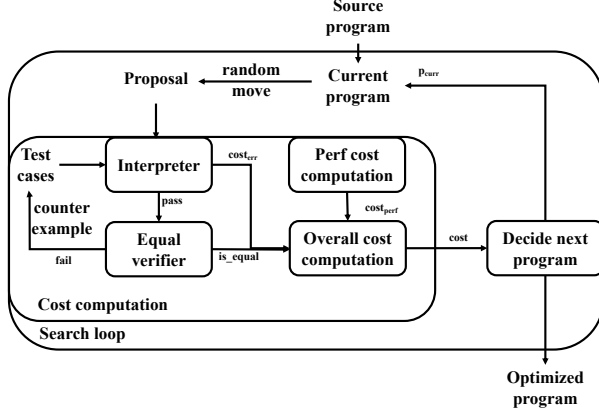 Source
program
Proposal
random
move
Current
program
p_curr
Test
cases
Interpreter
cost_err
Perf cost
computation
pass
cost_perf
counter
example
Equal
verifier
fail
is_equal
Overall cost
computation
cost
Decide next
program
Cost computation
Search loop
Optimized
program